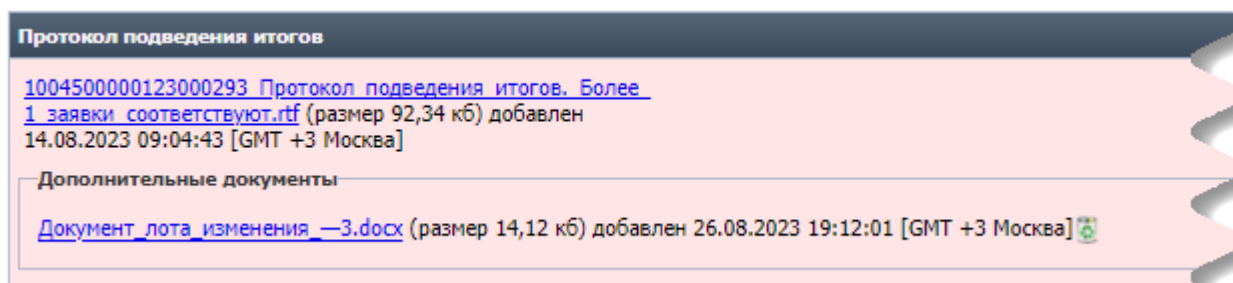 Протокол подведения итогов
1004500000123000293_Протокол_подведения_итогов._Более_
1_заявки_соответствуют.rtf (размер 92,34 кб) добавлен
14.08.2023 09:04:43 [GMT +3 Москва]
Дополнительные документы
Документ_лота_изменения_—3.docx (размер 14,12 кб) добавлен 26.08.2023 19:12:01 [GMT +3 Москва]